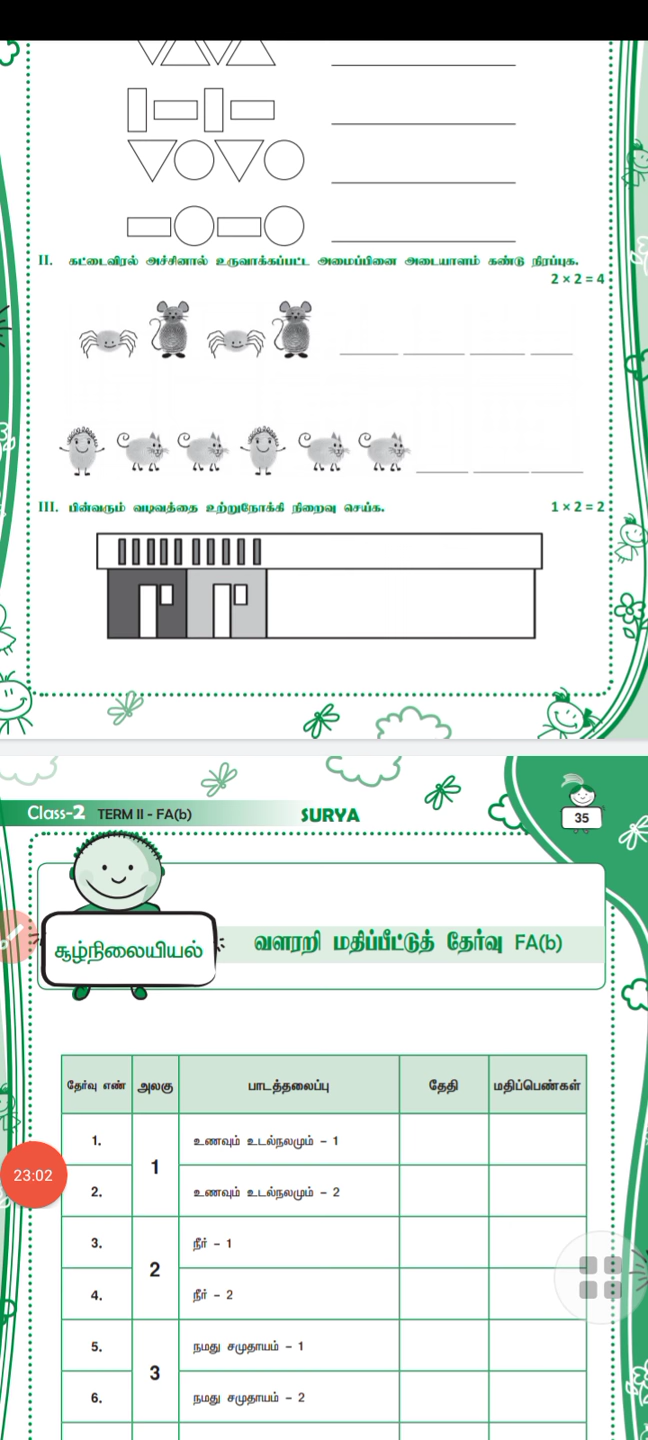 II. கட்டைவிரல் அச்சினால் உருவாக்கப்பட்ட அமைப்பினை அடையாளம் கண்டு நிரப்புக.
2 × 2 = 4
III. பின்வரும் வடிவத்தை உற்றுநோக்கி நிறைவு செய்க. 1 × 2 = 2
Class-2 TERM II - FA(b) SURYA 35
சூழ்நிலையியல் வளரறி மதிப்பீட்டுத் தேர்வு FA(b)
தேர்வு எண் அலகு பாடத்தலைப்பு தேதி மதிப்பெண்கள்
1. உணவும் உடல்நலமும் - 1
1
23:02
2. உணவும் உடல்நலமும் - 2
3. நீர் - 1
2
4. நீர் - 2
5. நமது சமுதாயம் - 1
3
6. நமது சமுதாயம் - 2